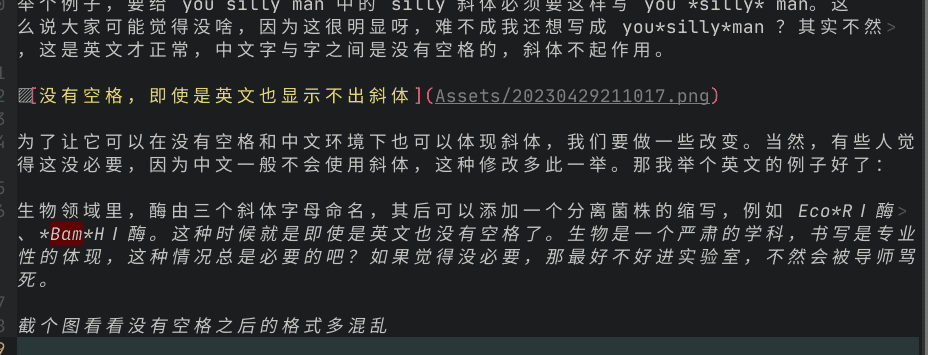 举个例子，要给 you silly man 中的 silly 斜体必须要这样写 you *silly* man。这
么说大家可能觉得没啥，因为这很明显呀，难不成我还想写成 you*silly*man ？其实不然>
，这是英文才正常，中文字与字之间是没有空格的，斜体不起作用。
[没有空格，即使是英文也显示不出斜体](Assets/20230429211017.png)
为了让它可以在没有空格和中文环境下也可以体现斜体，我们要做一些改变。当然，有些人觉
得这没必要，因为中文一般不会使用斜体，这种修改多此一举。那我举个英文的例子好了：
生物领域里，酶由三个斜体字母命名，其后可以添加一个分离菌株的缩写，例如 Eco*RⅠ酶>
、*Bam*HⅠ酶。这种时候就是即使是英文也没有空格了。生物是一个严肃的学科，书写是专业
性的体现，这种情况总是必要的吧？如果觉得没必要，那最好不好进实验室，不然会被导师骂
死。
截个图看看没有空格之后的格式多混乱